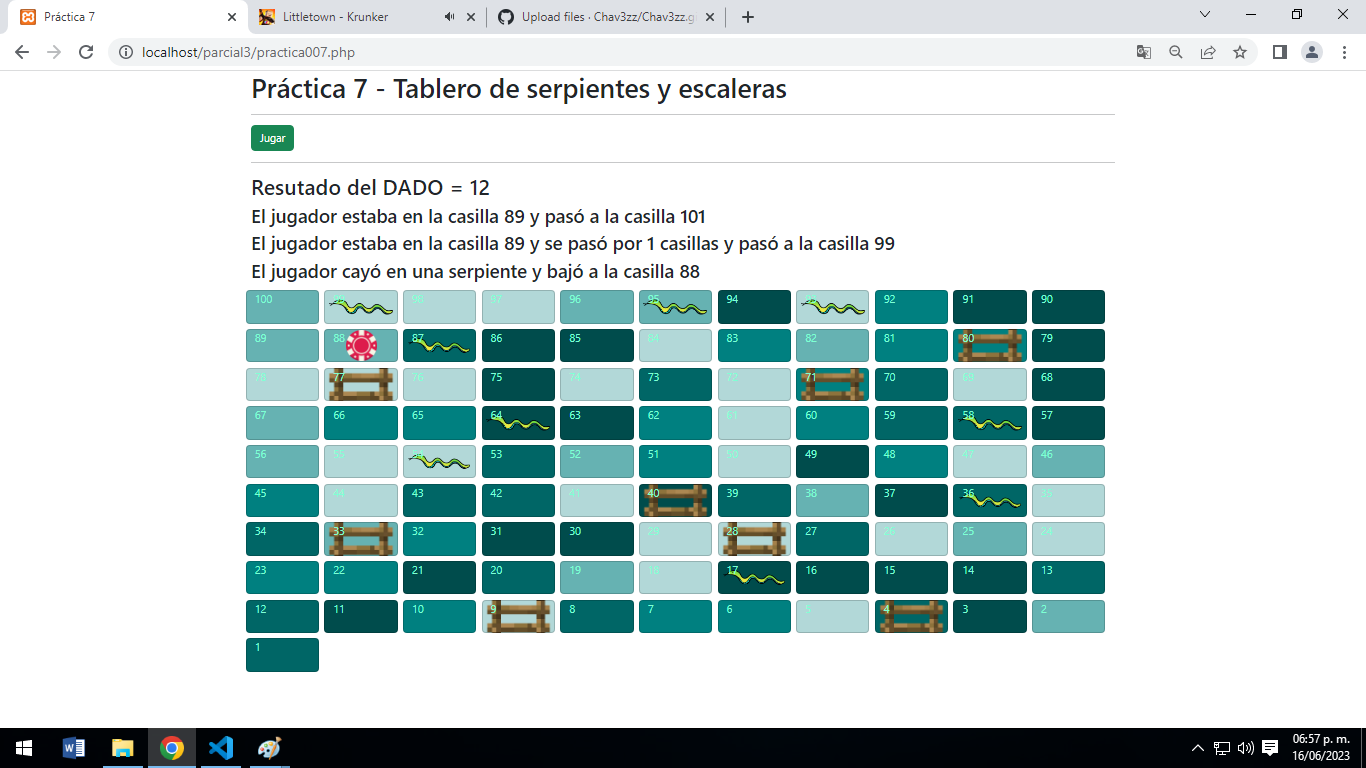 Práctica 7
Littletown - Krunker
Upload files · Chav3zz/Chav3zz.g
localhost/parcial3/practica007.php
Práctica 7 - Tablero de serpientes y escaleras
Jugar
Resutado del DADO = 12
El jugador estaba en la casilla 89 y pasó a la casilla 101
El jugador estaba en la casilla 89 y se pasó por 1 casillas y pasó a la casilla 99
El jugador cayó en una serpiente y bajó a la casilla 88
100 99 98 97 96 95 94 93 92 91 90
89 88 87 86 85 84 83 82 81 80 79
78 77 76 75 74 73 72 71 70 69 68
67 66 65 64 63 62 61 60 59 58 57
56 55 54 53 52 51 50 49 48 47 46
45 44 43 42 41 40 39 38 37 36 35
34 33 32 31 30 29 28 27 26 25 24
23 22 21 20 19 18 17 16 15 14 13
12 11 10 9 8 7 6 5 4 3 2
1
06:57 p. m.
16/06/2023